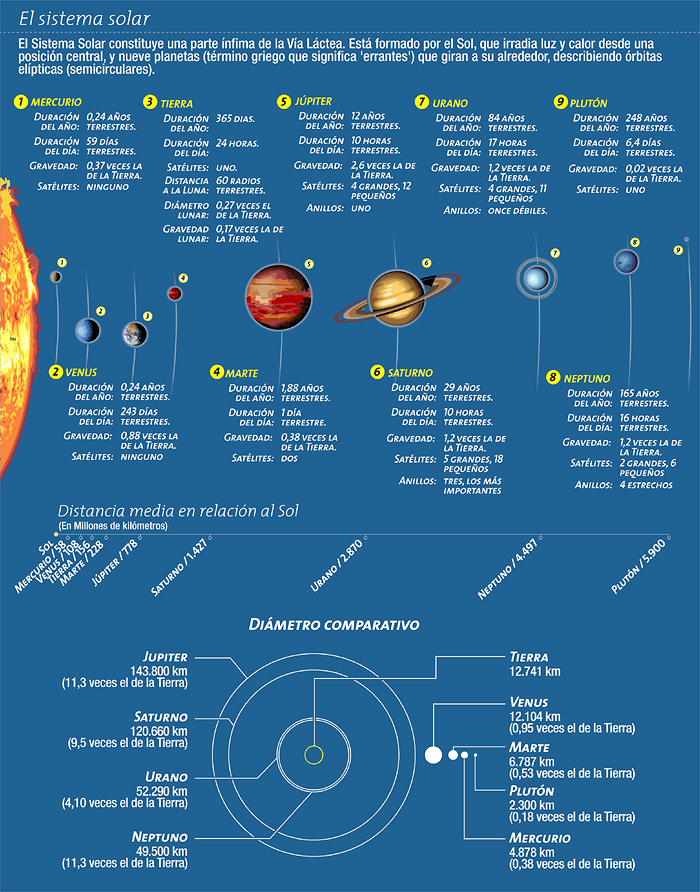 El sistema solar
El Sistema Solar constituye una parte ínfima de la Vía Láctea. Está formado por el Sol, que irradia luz y calor desde una
posición central, y nueve planetas (término griego que significa 'errantes') que giran a su alrededor, describiendo órbitas
elípticas (semicirculares).
1 MERCURIO
DURACIÓN DEL AÑO: 0,24 AÑOS TERRESTRES.
DURACIÓN DEL DÍA: 59 DÍAS TERRESTRES.
GRAVEDAD: 0,37 VECES LA DE LA TIERRA.
SATÉLITES: NINGUNO
3 TIERRA
DURACIÓN DEL AÑO: 365 DIAS.
DURACIÓN DEL DÍA: 24 HORAS.
SATÉLITES: UNO.
DISTANCIA A LA LUNA: 60 RADIOS TERRESTRES.
DIÁMETRO LUNAR: 0,27 VECES EL DE LA TIERRA.
GRAVEDAD LUNAR: 0,17 VECES LA DE LA TIERRA.
5 JÚPITER
DURACIÓN DEL AÑO: 12 AÑOS TERRESTRES.
DURACIÓN DEL DÍA: 10 HORAS TERRESTRES.
GRAVEDAD: 2,6 VECES LA DE LA TIERRA.
SATÉLITES: 4 GRANDES, 12 PEQUEÑOS
ANILLOS: UNO
7 URANO
DURACIÓN DEL AÑO: 84 AÑOS TERRESTRES.
DURACIÓN DEL DÍA: 17 HORAS TERRESTRES.
GRAVEDAD: 1,2 VECES LA DE LA TIERRA.
SATÉLITES: 4 GRANDES, 11 PEQUEÑOS
ANILLOS: ONCE DÉBILES.
9 PLUTÓN
DURACIÓN DEL AÑO: 248 AÑOS TERRESTRES.
DURACIÓN DEL DÍA: 6,4 DÍAS TERRESTRES.
GRAVEDAD: 0,02 VECES LA DE LA TIERRA.
SATÉLITES: UNO
1
2
3
4
5
6
7
8
9
2 VENUS
DURACIÓN DEL AÑO: 0,24 AÑOS TERRESTRES.
DURACIÓN DEL DÍA: 243 DÍAS TERRESTRES.
GRAVEDAD: 0,88 VECES LA DE LA TIERRA.
SATÉLITES: NINGUNO
4 MARTE
DURACIÓN DEL AÑO: 1,88 AÑOS TERRESTRES.
DURACIÓN DEL DÍA: 1 DÍA TERRESTRES.
GRAVEDAD: 0,38 VECES LA DE LA TIERRA.
SATÉLITES: DOS
6 SATURNO
DURACIÓN DEL AÑO: 29 AÑOS TERRESTRES.
DURACIÓN DEL DÍA: 10 HORAS TERRESTRES.
GRAVEDAD: 1,2 VECES LA DE LA TIERRA.
SATÉLITES: 5 GRANDES, 18 PEQUEÑOS
ANILLOS: TRES, LOS MÁS IMPORTANTES
8 NEPTUNO
DURACIÓN DEL AÑO: 165 AÑOS TERRESTRES.
DURACIÓN DEL DÍA: 16 HORAS TERRESTRES.
GRAVEDAD: 1,2 VECES LA DE LA TIERRA.
SATÉLITES: 2 GRANDES, 6 PEQUEÑOS
ANILLOS: 4 ESTRECHOS
Distancia media en relación al Sol
(En Millones de kilómetros)
SOL
MERCURIO / 58
VENUS / 108
TIERRA / 156
MARTE / 228
JÚPITER / 778
SATURNO / 1.427
URANO / 2.870
NEPTUNO / 4.497
PLUTÓN / 5.900
DIÁMETRO COMPARATIVO
JUPITER
143.800 km
(11,3 veces el de la Tierra)
SATURNO
120.660 km
(9,5 veces el de la Tierra)
URANO
52.290 km
(4,10 veces el de la Tierra)
NEPTUNO
49.500 km
(11,3 veces el de la Tierra)
TIERRA
12.741 km
VENUS
12.104 km
(0,95 veces el de la Tierra)
MARTE
6.787 km
(0,53 veces el de la Tierra)
PLUTÓN
2.300 km
(0,18 veces el de la Tierra)
MERCURIO
4.878 km
(0,38 veces el de la Tierra)